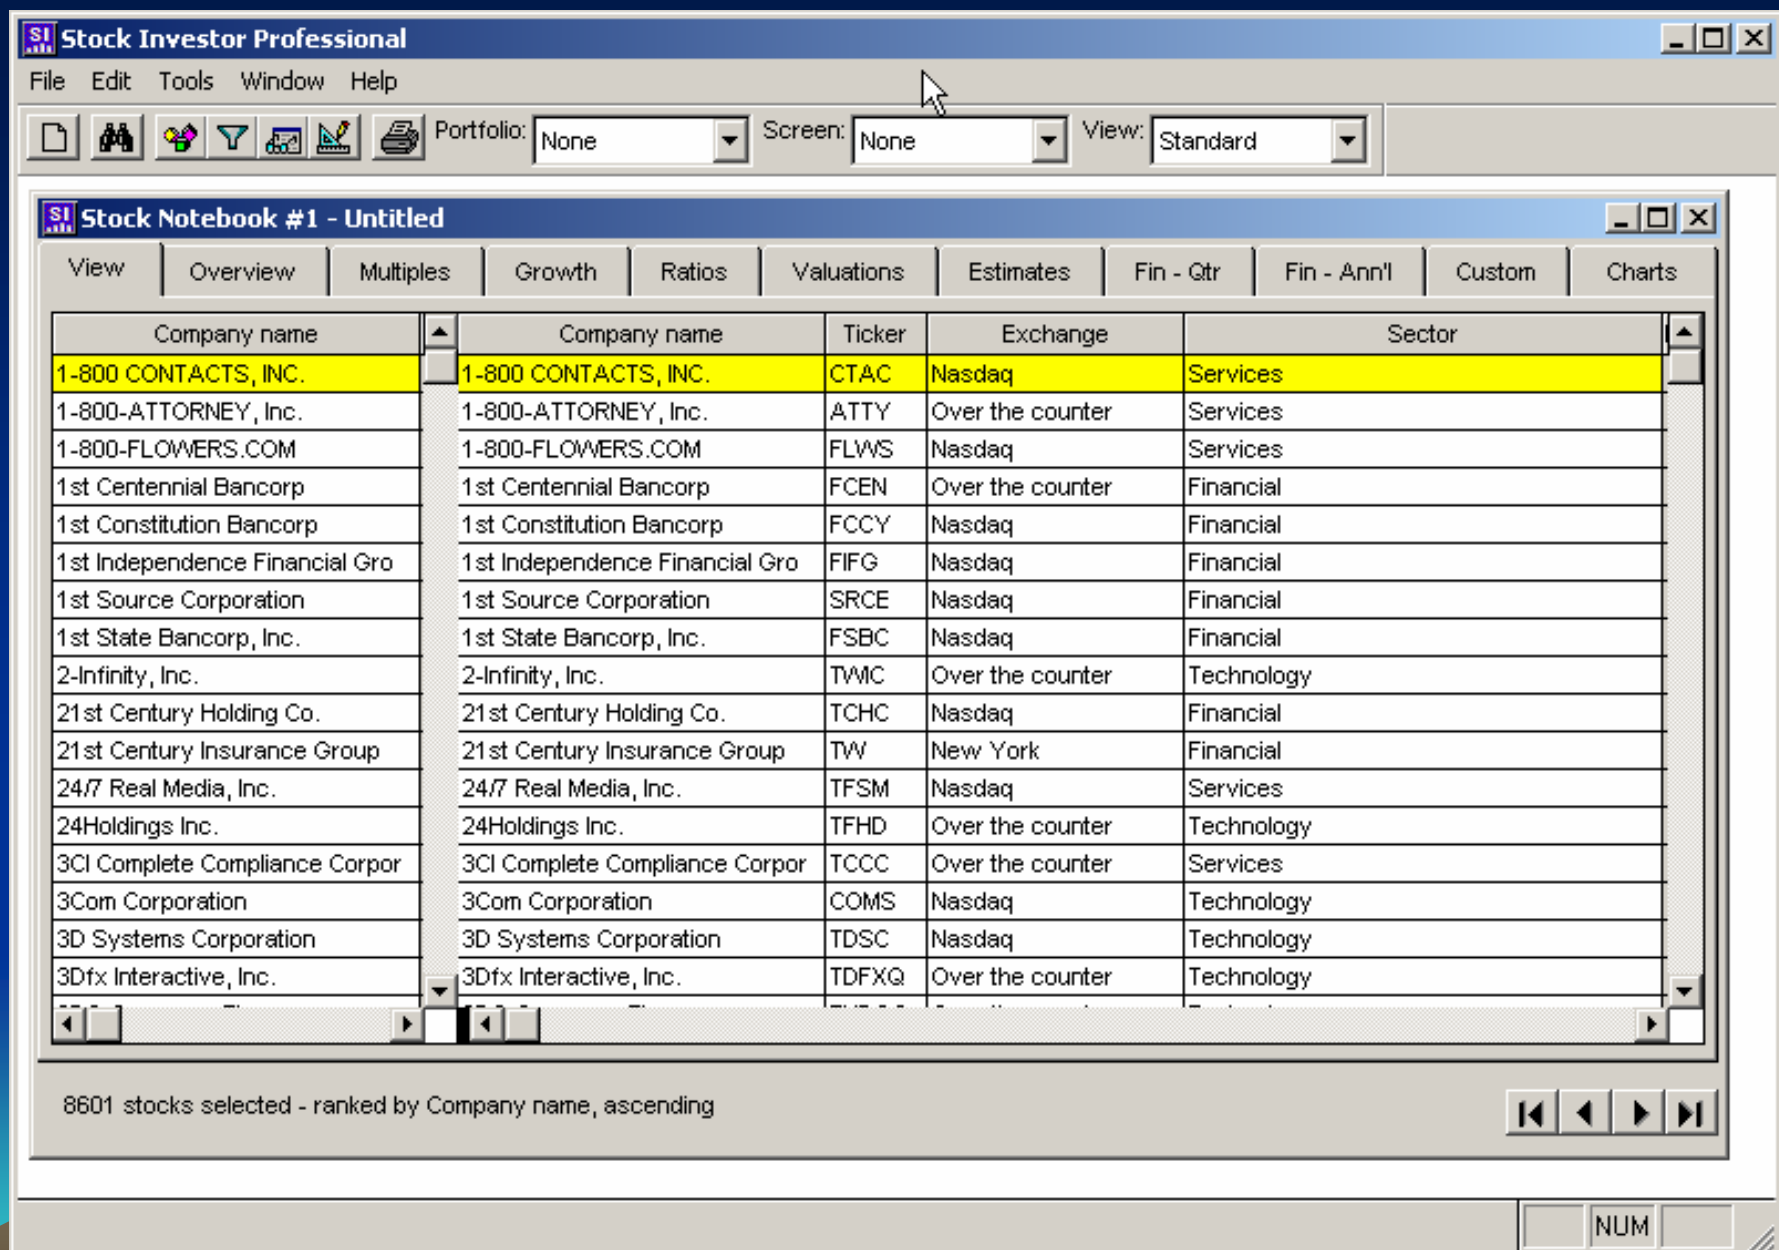 SI Stock Investor Professional
File Edit Tools Window Help
Portfolio: None Screen: None View: Standard
SI Stock Notebook #1 - Untitled
View Overview Multiples Growth Ratios Valuations Estimates Fin - Qtr Fin - Ann'l Custom Charts
Company name Company name Ticker Exchange Sector
1-800 CONTACTS, INC. 1-800 CONTACTS, INC. CTAC Nasdaq Services
1-800-ATTORNEY, Inc. 1-800-ATTORNEY, Inc. ATTY Over the counter Services
1-800-FLOWERS.COM 1-800-FLOWERS.COM FLWS Nasdaq Services
1st Centennial Bancorp 1st Centennial Bancorp FCEN Over the counter Financial
1st Constitution Bancorp 1st Constitution Bancorp FCCY Nasdaq Financial
1st Independence Financial Gro 1st Independence Financial Gro FIFG Nasdaq Financial
1st Source Corporation 1st Source Corporation SRCE Nasdaq Financial
1st State Bancorp, Inc. 1st State Bancorp, Inc. FSBC Nasdaq Financial
2-Infinity, Inc. 2-Infinity, Inc. TWIC Over the counter Technology
21st Century Holding Co. 21st Century Holding Co. TCHC Nasdaq Financial
21st Century Insurance Group 21st Century Insurance Group TW New York Financial
24/7 Real Media, Inc. 24/7 Real Media, Inc. TFSM Nasdaq Services
24Holdings Inc. 24Holdings Inc. TFHD Over the counter Technology
3CI Complete Compliance Corpor 3CI Complete Compliance Corpor TCCC Over the counter Services
3Com Corporation 3Com Corporation COMS Nasdaq Technology
3D Systems Corporation 3D Systems Corporation TDSC Nasdaq Technology
3Dfx Interactive, Inc. 3Dfx Interactive, Inc. TDFXQ Over the counter Technology
8601 stocks selected - ranked by Company name, ascending
NUM